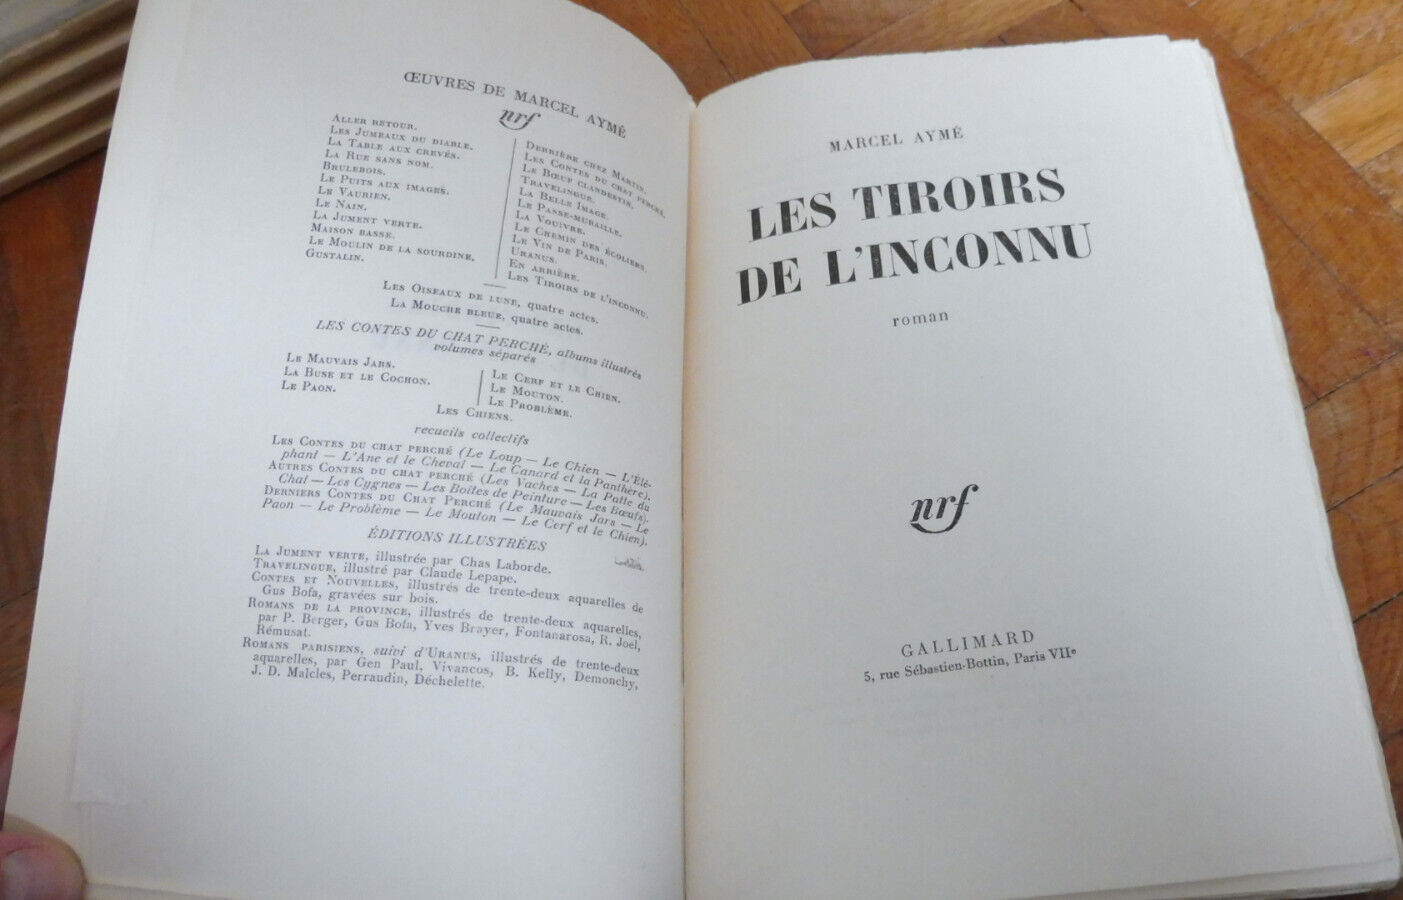 ŒUVRES DE MARCEL AYMÉ
nrf
ALLER RETOUR.
LES JUMEAUX DU DIABLE.
LA TABLE AUX CREVÉS.
LA RUE SANS NOM.
BRULEBOIS.
LE PUITS AUX IMAGES.
LE VAURIEN.
LE NAIN.
LA JUMENT VERTE.
MAISON BASSE.
LE MOULIN DE LA SOURDINE.
GUSTALIN.
DERRIÈRE CHEZ MARTIN.
LES CONTES DU CHAT PERCHÉ.
LE BŒUF CLANDESTIN.
TRAVELINGUE.
LA BELLE IMAGE.
LE PASSE-MURAILLE.
LA VOUIVRE.
LE CHEMIN DES ÉCOLIERS.
LE VIN DE PARIS.
URANUS.
EN ARRIÈRE.
LES TIROIRS DE L'INCONNU.
LES OISEAUX DE LUNE, quatre actes.
LA MOUCHE BLEUE, quatre actes.
LES CONTES DU CHAT PERCHÉ, albums illustrés
volumes séparés
LE MAUVAIS JARS.
LA BUSE ET LE COCHON.
LE PAON.
LE CERF ET LE CHIEN.
LE MOUTON.
LE PROBLÈME.
LES CHIENS.
recueils collectifs
LES CONTES DU CHAT PERCHÉ (Le Loup — Le Chien — L'Élé-
phant — L'Ane et le Cheval — Le Canard et la Panthère).
AUTRES CONTES DU CHAT PERCHÉ (Les Vaches — La Patte du
Chat — Les Cygnes — Les Boîtes de Peinture — Les Bœufs).
DERNIERS CONTES DU CHAT PERCHÉ (Le Mauvais Jars — Le
Paon — Le Problème — Le Mouton — Le Cerf et le Chien).
ÉDITIONS ILLUSTRÉES
LA JUMENT VERTE, illustrée par Chas Laborde.
TRAVELINGUE, illustré par Claude Lepape.
CONTES ET NOUVELLES, illustrés de trente-deux aquarelles de
Gus Bofa, gravées sur bois.
ROMANS DE LA PROVINCE, illustrés de trente-deux aquarelles,
par P. Berger, Gus Bofa, Yves Brayer, Fontanarosa, R. Joel,
Rémusat.
ROMANS PARISIENS, suivi d'URANUS, illustrés de trente-deux
aquarelles, par Gen Paul, Vivancos, B. Kelly, Demonchy,
J. D. Malcles, Perraudin, Déchelette.
MARCEL AYMÉ
LES TIROIRS
DE L'INCONNU
roman
nrf
GALLIMARD
5, rue Sébastien-Bottin, Paris VIIe